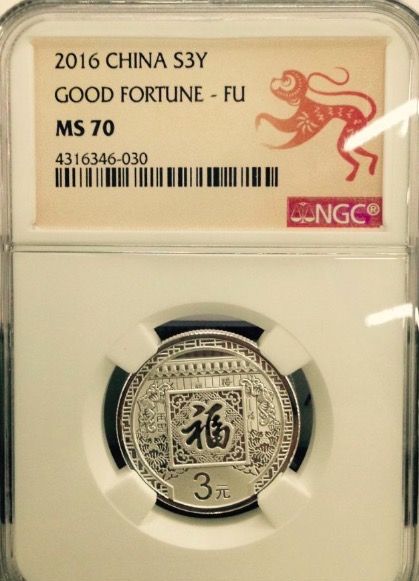 2016 CHINA S3Y
GOOD FORTUNE - FU
MS 70
4316346-030
NGC®
福
3元